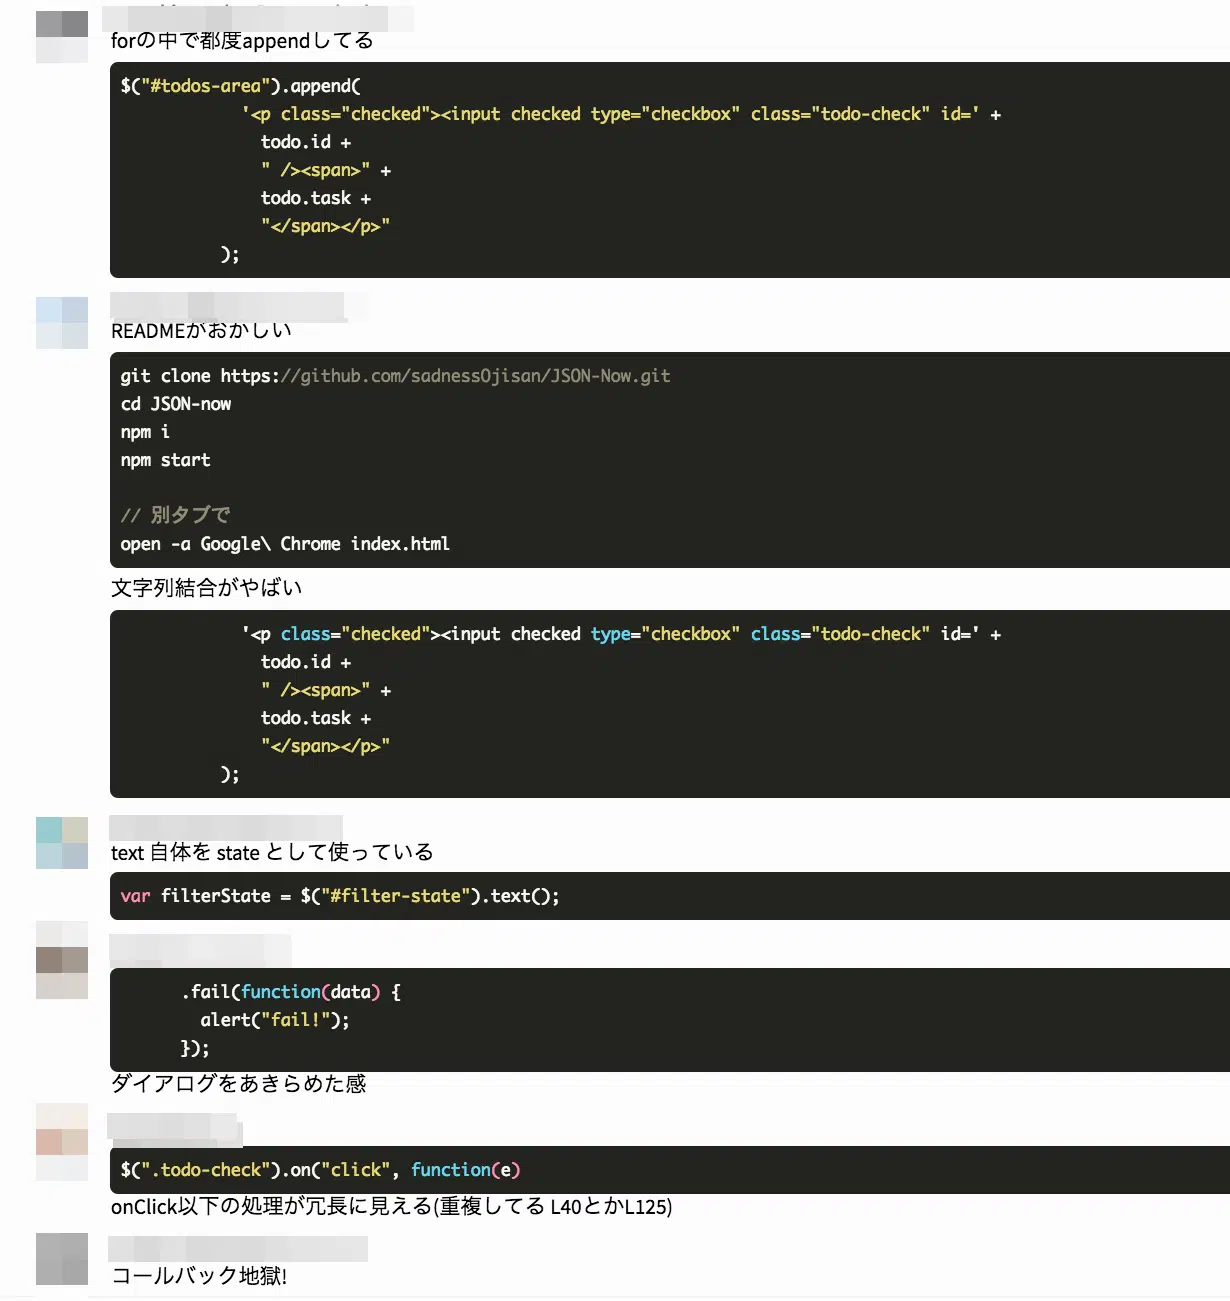 forの中で都度appendしてる
$("#todos-area").append(
'<p class="checked"><input checked type="checkbox" class="todo-check" id=' +
todo.id +
" /><span>" +
todo.task +
"</span></p>"
);
READMEがおかしい
git clone https://github.com/sadnessOjisan/JSON-Now.git
cd JSON-now
npm i
npm start
// 別タブで
open -a Google\ Chrome index.html
文字列結合がやばい
'<p class="checked"><input checked type="checkbox" class="todo-check" id=' +
todo.id +
" /><span>" +
todo.task +
"</span></p>"
);
text 自体を state として使っている
var filterState = $("#filter-state").text();
.fail(function(data) {
alert("fail!");
});
ダイアログをあきらめた感
$(".todo-check").on("click", function(e)
onClick以下の処理が冗長に見える(重複してる L40とかL125)
コールバック地獄!